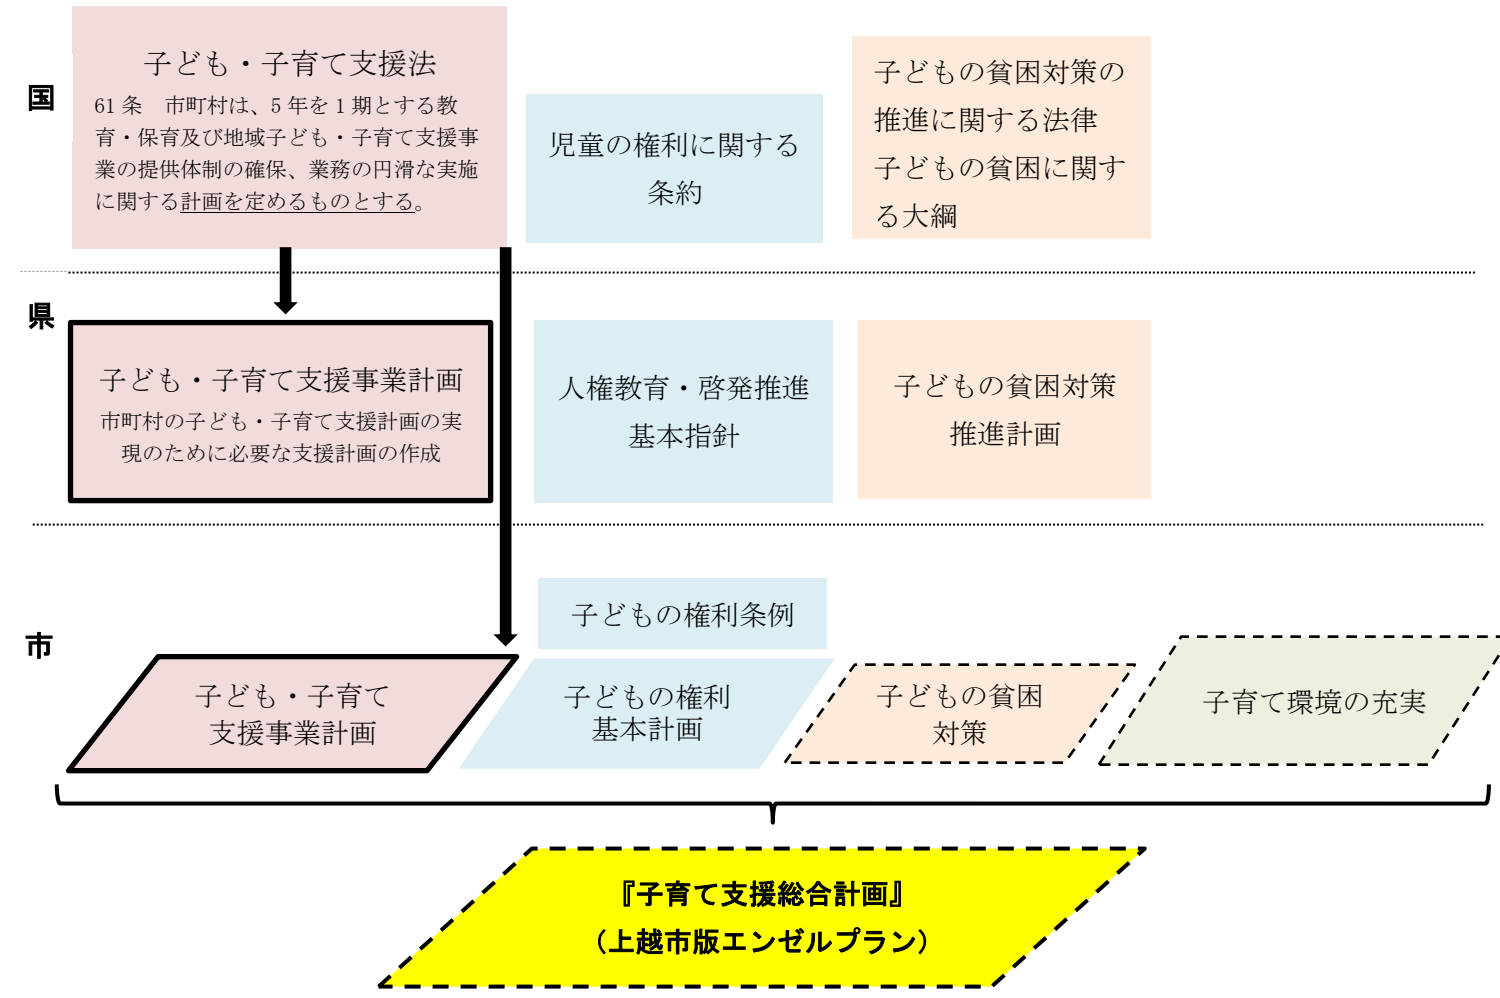 国
子ども・子育て支援法
61 条　市町村は、5 年を 1 期とする教
育・保育及び地域子ども・子育て支援事
業の提供体制の確保、業務の円滑な実施
に関する計画を定めるものとする。
児童の権利に関する
条約
子どもの貧困対策の
推進に関する法律
子どもの貧困に関す
る大綱
県
子ども・子育て支援事業計画
市町村の子ども・子育て支援計画の実
現のために必要な支援計画の作成
人権教育・啓発推進
基本指針
子どもの貧困対策
推進計画
市
子どもの権利条例
子ども・子育て
支援事業計画
子どもの権利
基本計画
子どもの貧困
対策
子育て環境の充実
『子育て支援総合計画』
（上越市版エンゼルプラン）